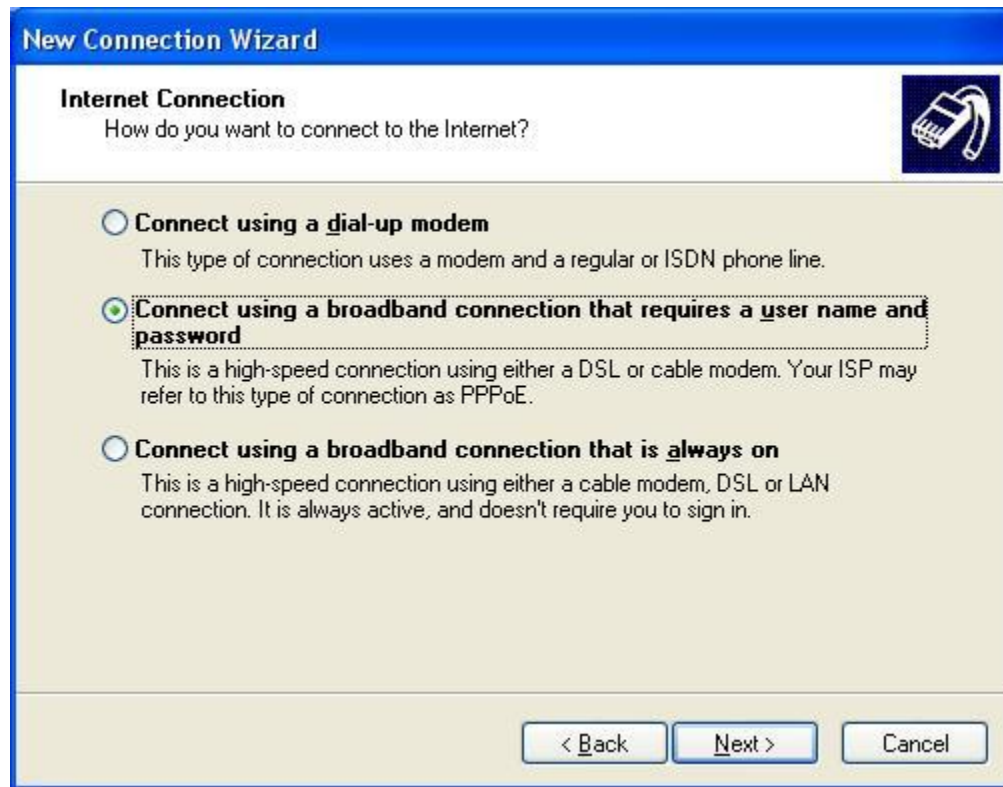 New Connection Wizard
Internet Connection
How do you want to connect to the Internet?
Connect using a dial-up modem
This type of connection uses a modem and a regular or ISDN phone line.
Connect using a broadband connection that requires a user name and
password
This is a high-speed connection using either a DSL or cable modem. Your ISP may
refer to this type of connection as PPPoE.
Connect using a broadband connection that is always on
This is a high-speed connection using either a cable modem, DSL or LAN
connection. It is always active, and doesn't require you to sign in.
< Back
Next >
Cancel